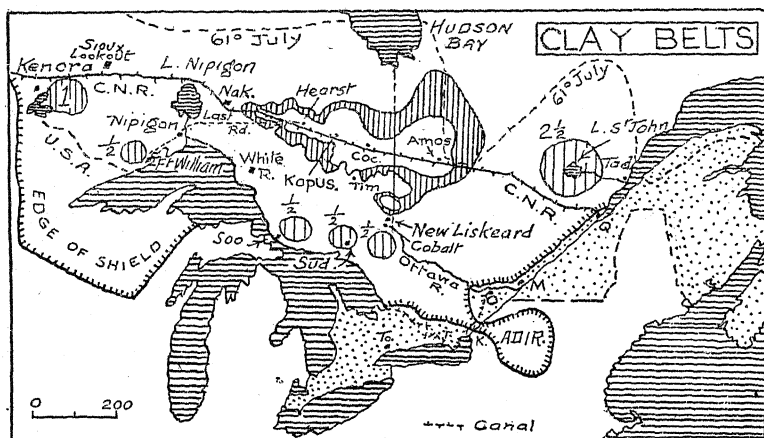 61° July
HUDSON
BAY
CLAY BELTS
Sioux
Lookout
Kenora
L. Nipigon
61° July
1
C.N.R.
Nak.
Hearst
2½
L. St John
Nipigon
Last
Rd.
Amos
Tad.
½
Ft William
White
R.
Kapus.
Coc.
Tim
U.S.A.
C.N.R.
EDGE OF SHIELD
½
½
½
New Liskeard
Cobalt
Q.
Soo
Sud.
Ottawa
R.
M.
O.
To.
K.
ADIR.
0
200
Canal